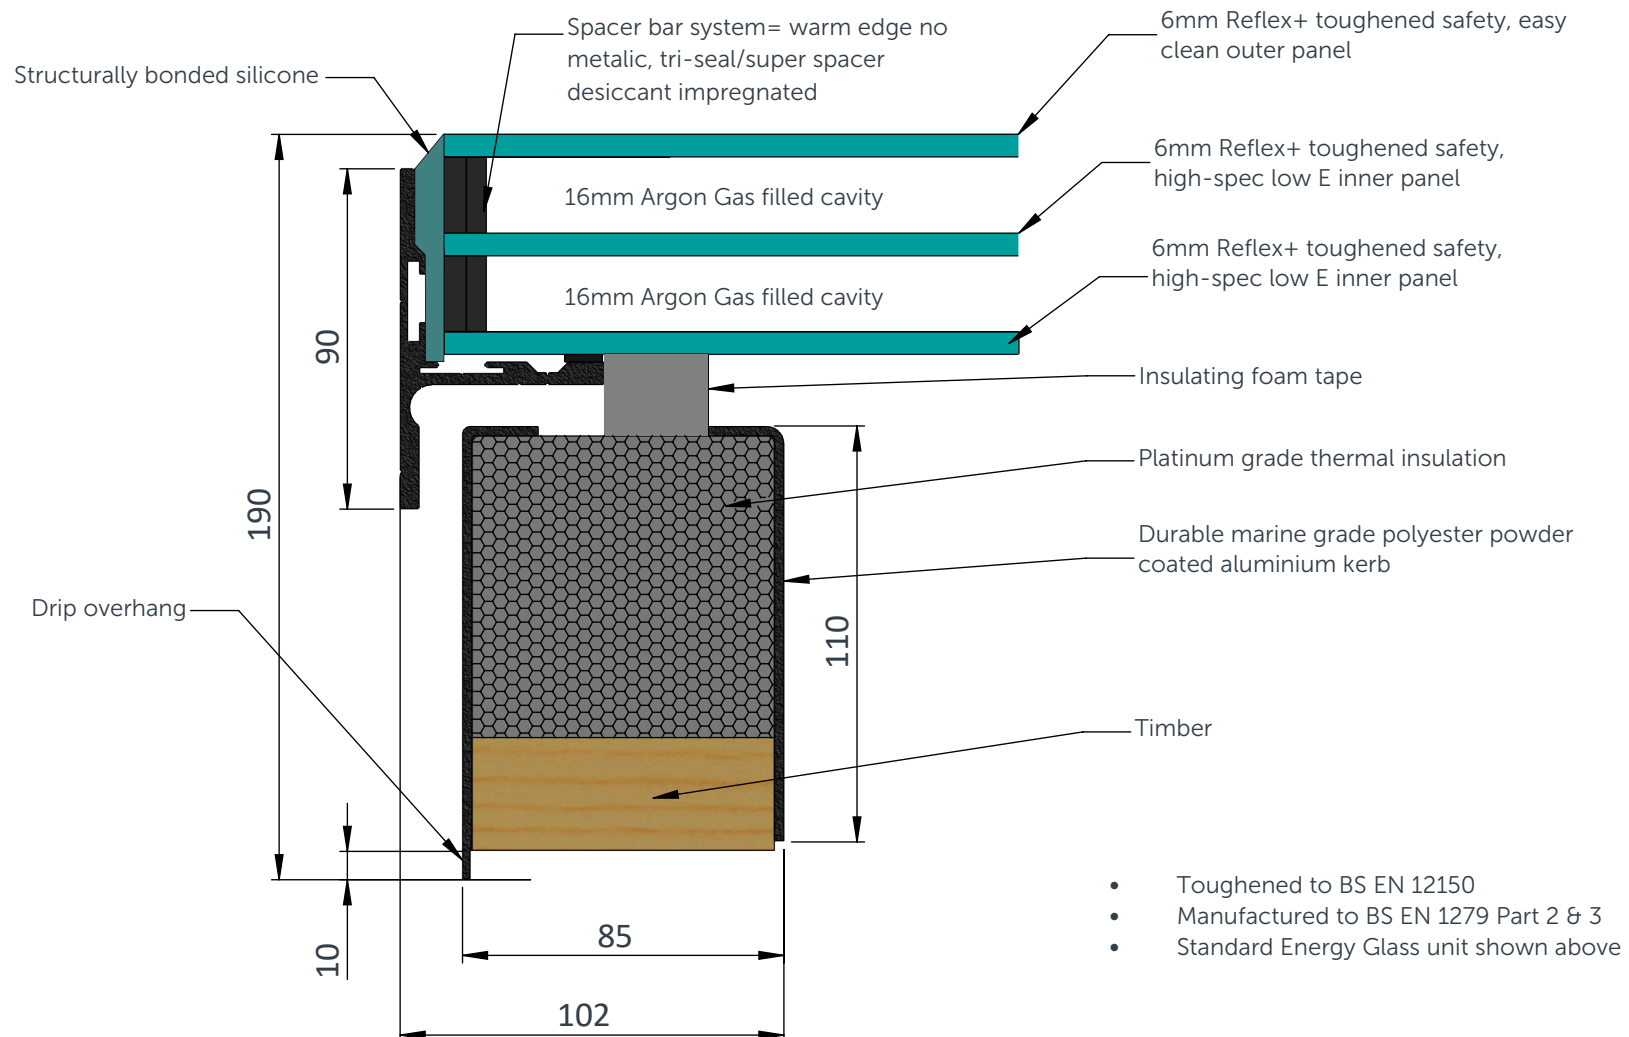 Spacer bar system= warm edge no
metalic, tri-seal/super spacer
desiccant impregnated
6mm Reflex+ toughened safety, easy
clean outer panel
Structurally bonded silicone
6mm Reflex+ toughened safety,
high-spec low E inner panel
16mm Argon Gas filled cavity
6mm Reflex+ toughened safety,
high-spec low E inner panel
16mm Argon Gas filled cavity
90
Insulating foam tape
Platinum grade thermal insulation
190
Durable marine grade polyester powder
coated aluminium kerb
Drip overhang
110
Timber
• Toughened to BS EN 12150
• Manufactured to BS EN 1279 Part 2 & 3
• Standard Energy Glass unit shown above
85
10
102